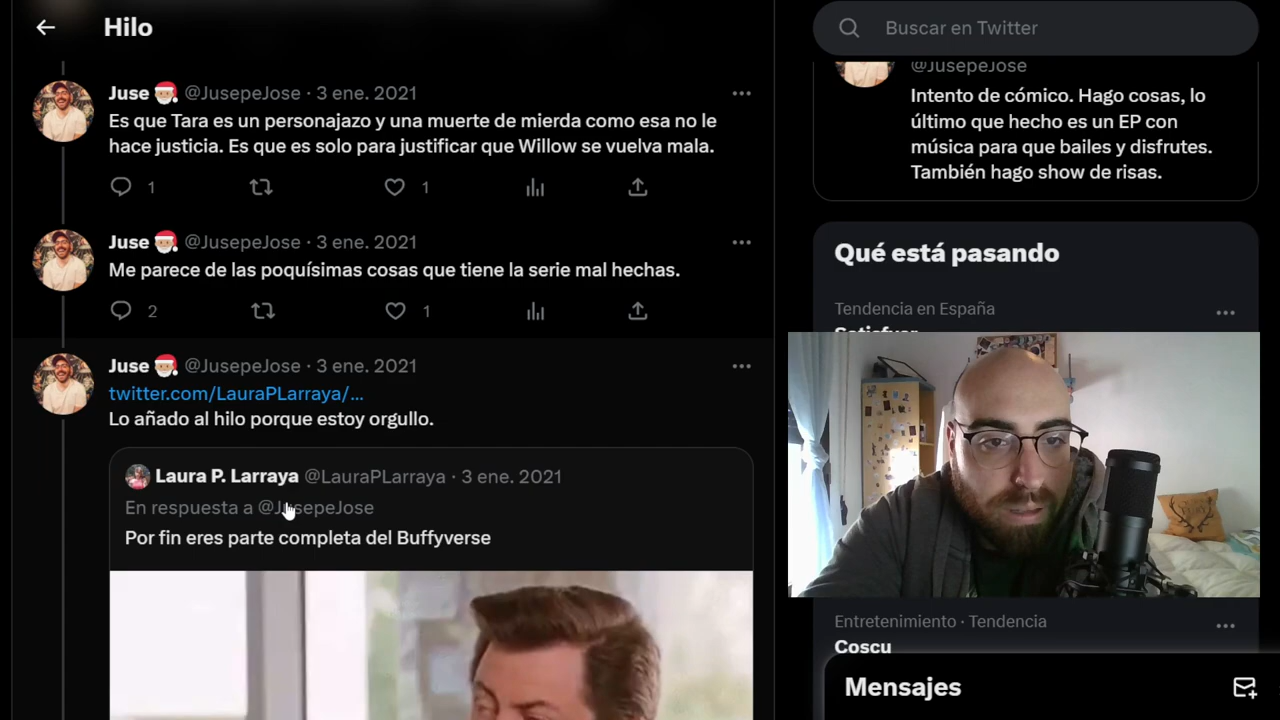 Hilo
Juse @JusepeJose · 3 ene. 2021
Es que Tara es un personajazo y una muerte de mierda como esa no le
hace justicia. Es que es solo para justificar que Willow se vuelva mala.
1
1
Juse @JusepeJose · 3 ene. 2021
Me parece de las poquísimas cosas que tiene la serie mal hechas.
2
1
Juse @JusepeJose · 3 ene. 2021
twitter.com/LauraPLarraya/...
Lo añado al hilo porque estoy orgullo.
Laura P. Larraya @LauraPLarraya · 3 ene. 2021
En respuesta a @JusepeJose
Por fin eres parte completa del Buffyverse
Buscar en Twitter
@JusepeJose
Intento de cómico. Hago cosas, lo
último que hecho es un EP con
música para que bailes y disfrutes.
También hago show de risas.
Qué está pasando
Tendencia en España
Entretenimiento · Tendencia
Coscu
Mensajes